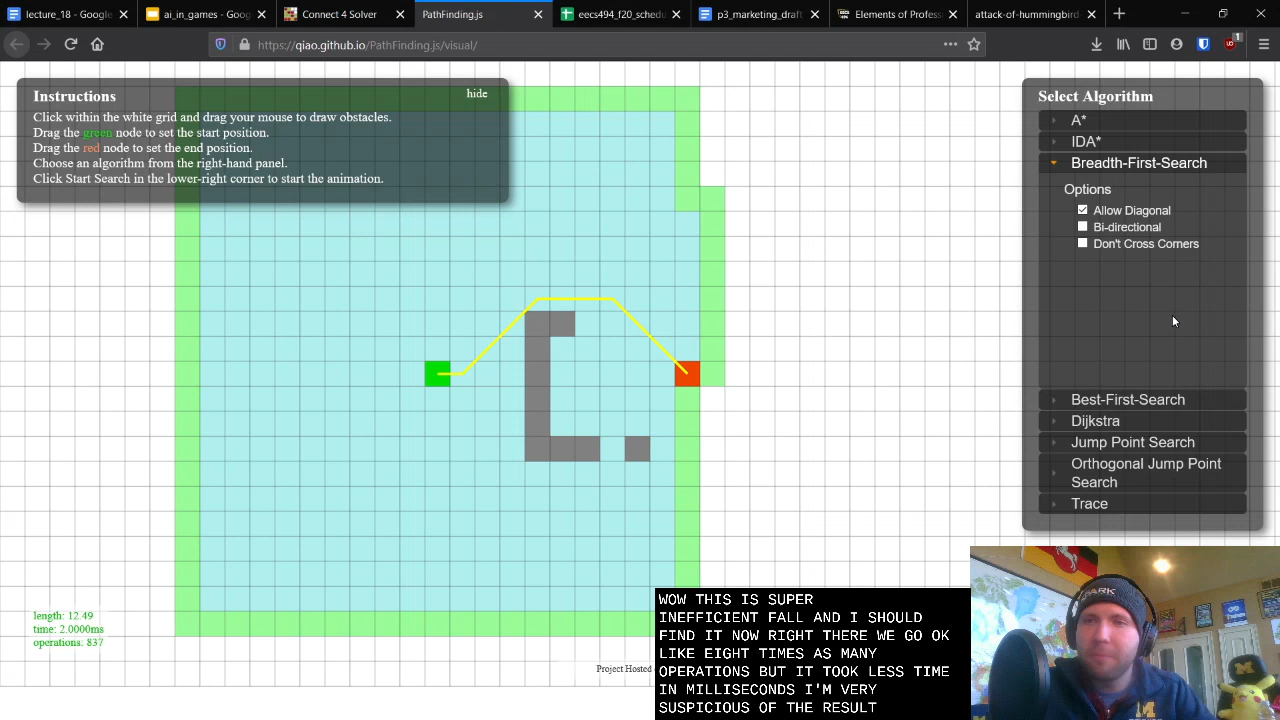 lecture_18 - Google
ai_in_games - Goog
Connect 4 Solver
PathFinding.js
eecs494_f20_schedu
p3_marketing_draft
Elements of Profess
attack-of-hummingbird-
https://qiao.github.io/PathFinding.js/visual/
1
Instructions
hide
Click within the white grid and drag your mouse to draw obstacles.
Drag the green node to set the start position.
Drag the red node to set the end position.
Choose an algorithm from the right-hand panel.
Click Start Search in the lower-right corner to start the animation.
Select Algorithm
A*
IDA*
Breadth-First-Search
Options
Allow Diagonal
Bi-directional
Don't Cross Corners
Best-First-Search
Dijkstra
Jump Point Search
Orthogonal Jump Point
Search
Trace
length: 12.49
time: 2.0000ms
operations: 837
Project Hosted
WOW THIS IS SUPER
INEFFICIENT FALL AND I SHOULD
FIND IT NOW RIGHT THERE WE GO OK
LIKE EIGHT TIMES AS MANY
OPERATIONS BUT IT TOOK LESS TIME
IN MILLISECONDS I'M VERY
SUSPICIOUS OF THE RESULT